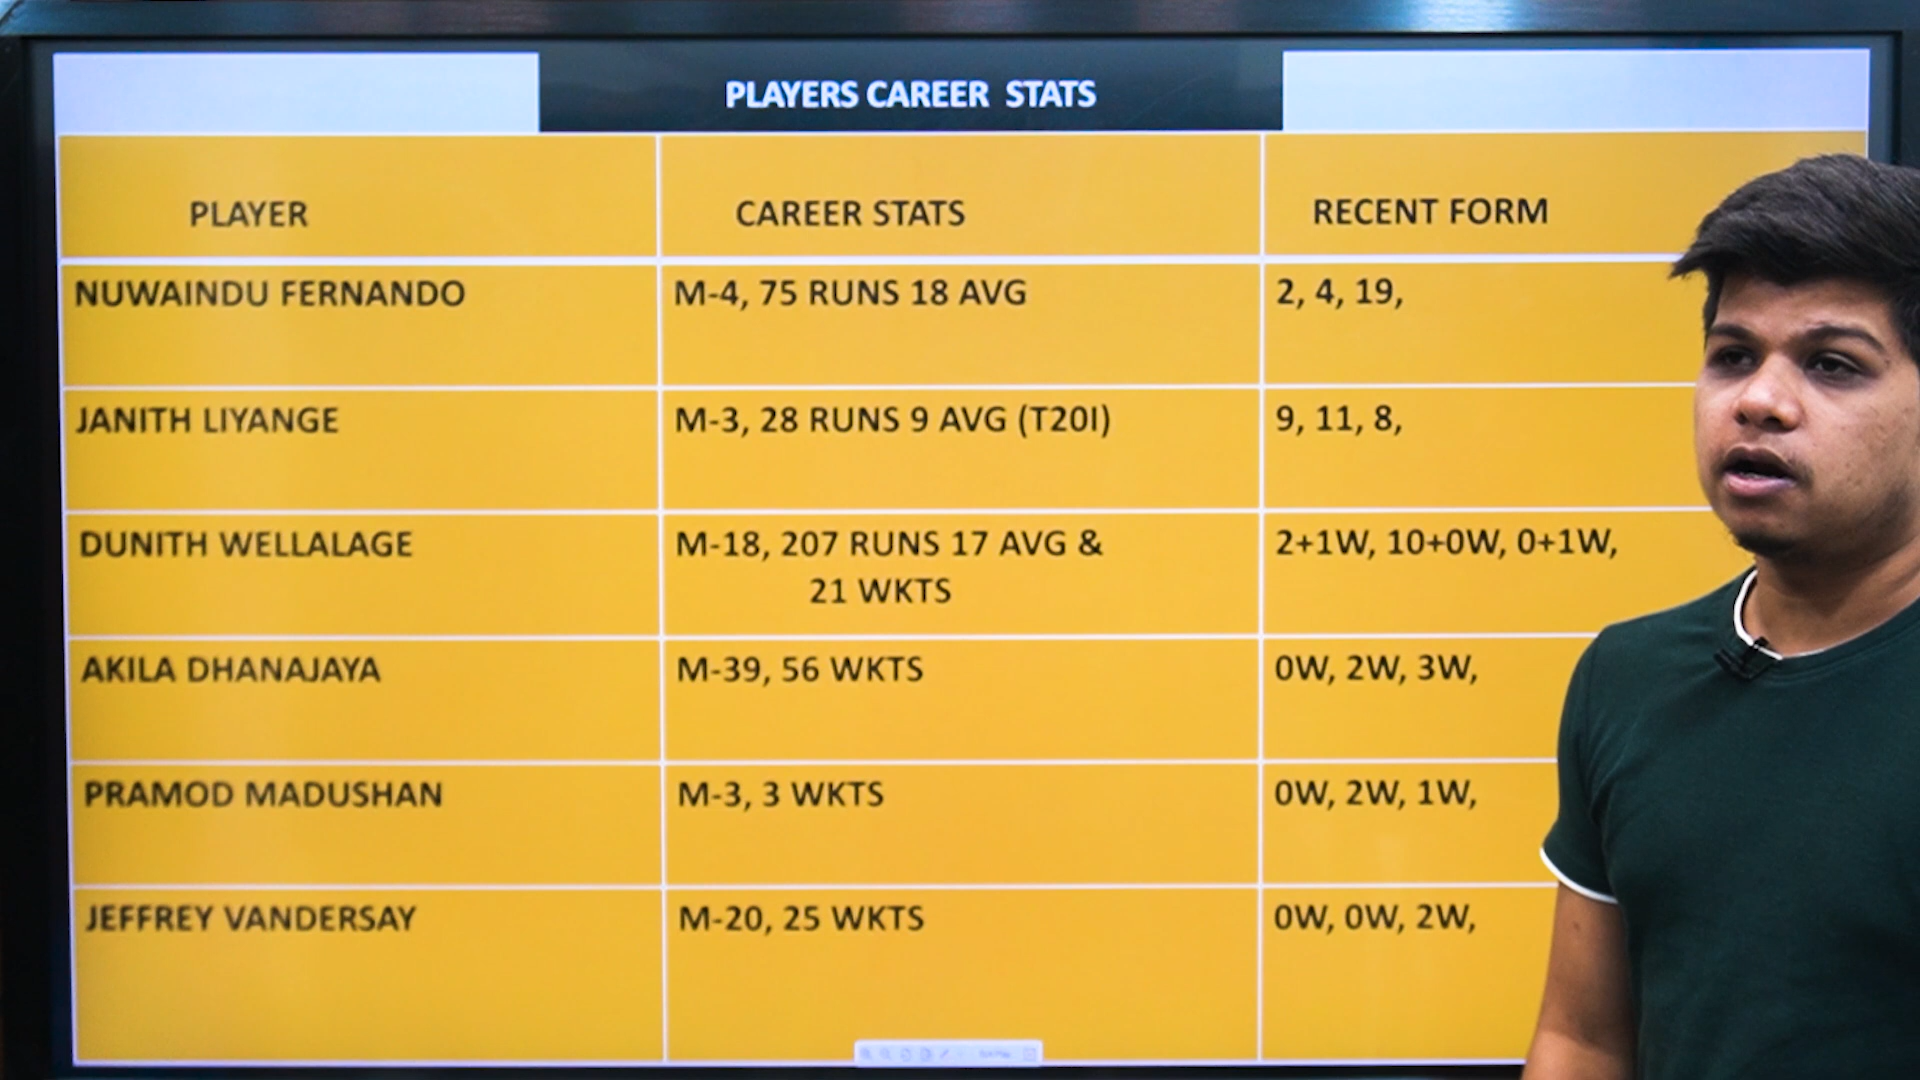 PLAYERS CAREER STATS
PLAYER CAREER STATS RECENT FORM
NUWAINDU FERNANDO M-4, 75 RUNS 18 AVG 2, 4, 19,
JANITH LIYANGE M-3, 28 RUNS 9 AVG (T20I) 9, 11, 8,
DUNITH WELLALAGE M-18, 207 RUNS 17 AVG & 2+1W, 10+0W, 0+1W,
21 WKTS
AKILA DHANAJAYA M-39, 56 WKTS 0W, 2W, 3W,
PRAMOD MADUSHAN M-3, 3 WKTS 0W, 2W, 1W,
JEFFREY VANDERSAY M-20, 25 WKTS 0W, 0W, 2W,